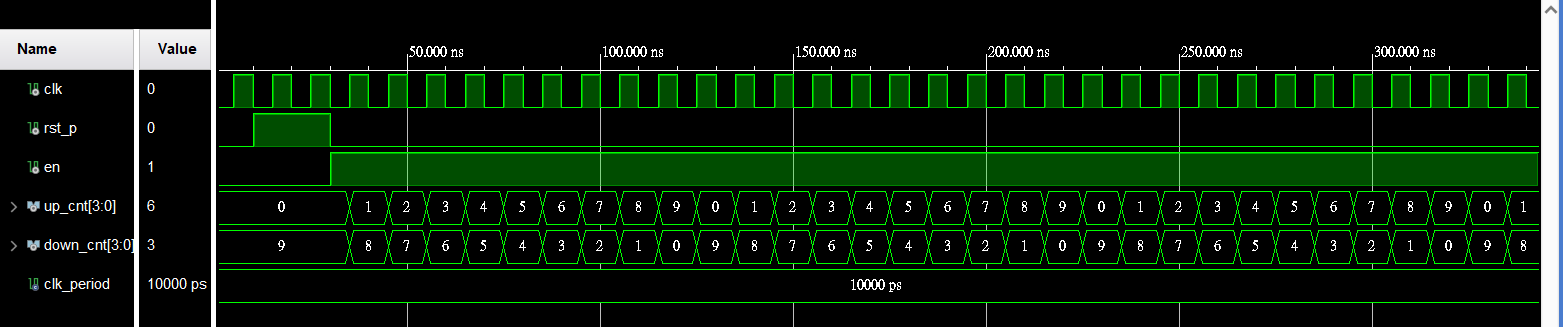 Name Value
50.000 ns 100.000 ns 150.000 ns 200.000 ns 250.000 ns 300.000 ns
clk 0
rst_p 0
en 1
up_cnt[3:0] 6 0 1 2 3 4 5 6 7 8 9 0 1 2 3 4 5 6 7 8 9 0 1 2 3 4 5 6 7 8 9 0 1
down_cnt[3:0] 3 9 8 7 6 5 4 3 2 1 0 9 8 7 6 5 4 3 2 1 0 9 8 7 6 5 4 3 2 1 0 9 8
clk_period 10000 ps 10000 ps